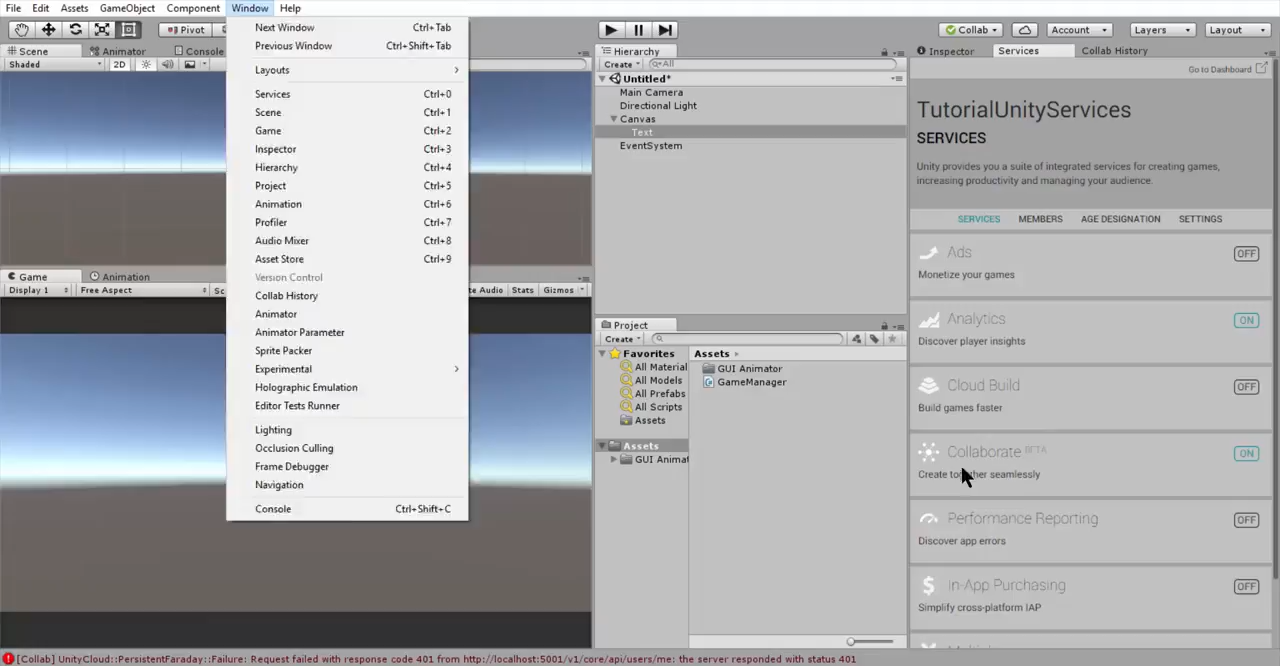 File Edit Assets GameObject Component Window Help
Pivot
Collab
Account
Layers
Layout
Scene
Animator
Console
Shaded
2D
Next Window Ctrl+Tab
Previous Window Ctrl+Shift+Tab
Layouts
Services Ctrl+0
Scene Ctrl+1
Game Ctrl+2
Inspector Ctrl+3
Hierarchy Ctrl+4
Project Ctrl+5
Animation Ctrl+6
Profiler Ctrl+7
Audio Mixer Ctrl+8
Asset Store Ctrl+9
Version Control
Collab History
Animator
Animator Parameter
Sprite Packer
Experimental
Holographic Emulation
Editor Tests Runner
Lighting
Occlusion Culling
Frame Debugger
Navigation
Console Ctrl+Shift+C
Game
Animation
Display 1
Free Aspect
Sc
te Audio
Stats
Gizmos
Hierarchy
Create
All
Untitled*
Main Camera
Directional Light
Canvas
Text
EventSystem
Project
Create
Favorites
All Material
All Models
All Prefabs
All Scripts
Assets
Assets
GUI Animat
Assets
GUI Animator
GameManager
Inspector
Services
Collab History
Go to Dashboard
TutorialUnityServices
SERVICES
Unity provides you a suite of integrated services for creating games,
increasing productivity and managing your audience.
SERVICES MEMBERS AGE DESIGNATION SETTINGS
Ads OFF
Monetize your games
Analytics ON
Discover player insights
Cloud Build OFF
Build games faster
Collaborate BETA ON
Create together seamlessly
Performance Reporting OFF
Discover app errors
In-App Purchasing OFF
Simplify cross-platform IAP
[Collab] UnityCloud::PersistentFaraday::Failure: Request failed with response code 401 from http://localhost:5001/v1/core/api/users/me: the server responded with status 401